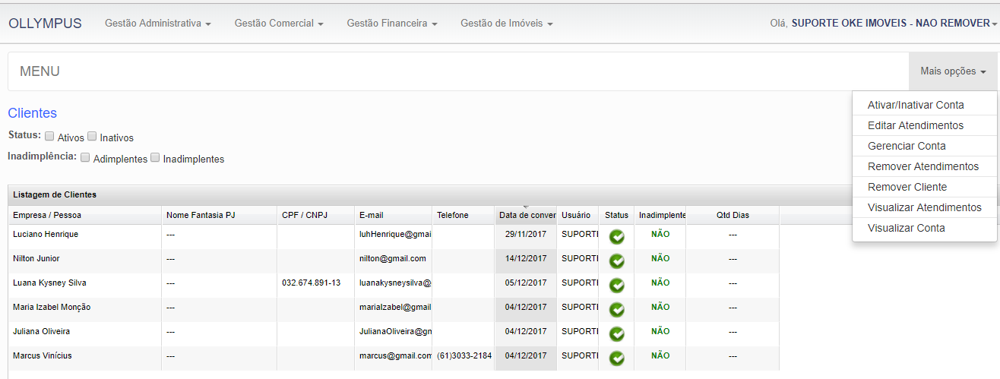 OLLYMPUS Gestão Administrativa Gestão Comercial Gestão Financeira Gestão de Imóveis Olá, SUPORTE OKE IMOVEIS - NAO REMOVER
MENU Mais opções
Ativar/Inativar Conta
Editar Atendimentos
Gerenciar Conta
Remover Atendimentos
Remover Cliente
Visualizar Atendimentos
Visualizar Conta
Clientes
Status: Ativos Inativos
Inadimplência: Adimplentes Inadimplentes
Listagem de Clientes
Empresa / Pessoa Nome Fantasia PJ CPF / CNPJ E-mail Telefone Data de conver Usuário Status Inadimplente Qtd Dias
Luciano Henrique --- luhHenrique@gmai 29/11/2017 SUPORTI NÃO ---
Nilton Junior --- nilton@gmail.com 14/12/2017 SUPORTI NÃO ---
Luana Kysney Silva --- 032.674.891-13 luanakysneysilva@ 05/12/2017 SUPORTI NÃO ---
Maria Izabel Monção --- mariaIzabel@gmail 04/12/2017 SUPORTI NÃO ---
Juliana Oliveira --- JulianaOliveira@gm 04/12/2017 SUPORTI NÃO ---
Marcus Vinícius --- marcus@gmail.com (61)3033-2184 04/12/2017 SUPORTI NÃO ---